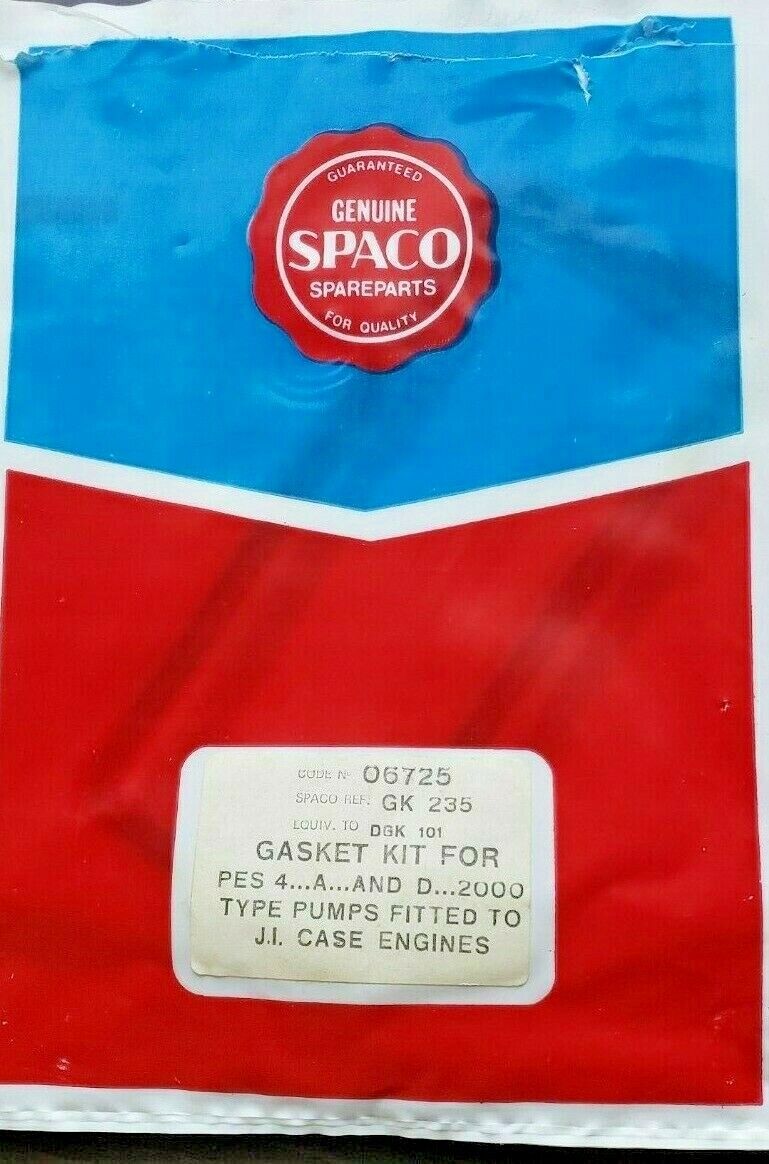 GUARANTEED
GENUINE
SPACO
SPAREPARTS
FOR QUALITY
CODE Nº 06725
SPACO REF. GK 235
EQUIV. TO DGK 101
GASKET KIT FOR
PES 4...A...AND D...2000
TYPE PUMPS FITTED TO
J.I. CASE ENGINES